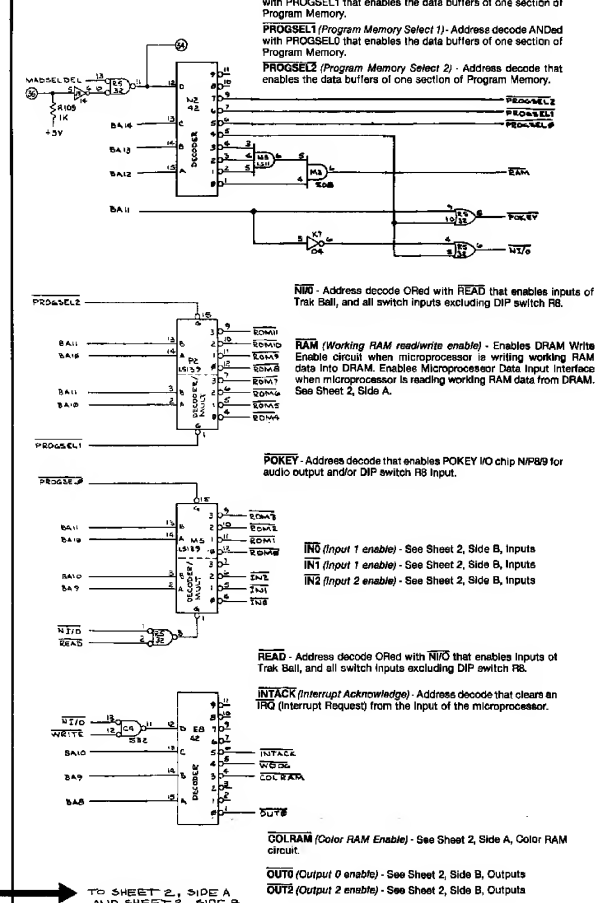 with PROGSEL1 that enables the data buffers of one section of
Program Memory.
PROGSEL1 (Program Memory Select 1) - Address decode ANDed
with PROGSEL0 that enables the data buffers of one section of
Program Memory.
PROGSEL2 (Program Memory Select 2) - Address decode that
enables the data buffers of one section of Program Memory.
MADSELDEL
R109
1K
+5V
BA14
BA13
BA12
BA11
N2
42
DECODER
PROGSEL2
PROGSEL1
PROGSEL0
RAM
POKEY
NI/O
NI/O - Address decode ORed with READ that enables inputs of
Trak Ball, and all switch inputs excluding DIP switch R8.
PROGSEL2
BA11
BA10
P2
LS139
DECODER/
MULT
ROM11
ROM10
ROM9
ROM8
ROM7
ROM6
ROM5
ROM4
BA11
BA10
PROGSEL1
RAM (Working RAM read/write enable) - Enables DRAM Write
Enable circuit when microprocessor is writing working RAM
data into DRAM. Enables Microprocessor Data Input Interface
when microprocessor is reading working RAM data from DRAM.
See Sheet 2, Side A.
POKEY - Address decode that enables POKEY I/O chip N/P8/9 for
audio output and/or DIP switch R8 Input.
PROGSEL0
BA11
BA10
M5
LS139
DECODER/
MULT
ROM3
ROM2
ROM1
ROM0
BA10
BA9
IN2
IN1
IN0
NI/O
READ
IN0 (Input 1 enable) - See Sheet 2, Side B, Inputs
IN1 (Input 1 enable) - See Sheet 2, Side B, Inputs
IN2 (Input 2 enable) - See Sheet 2, Side B, Inputs
READ - Address decode ORed with NI/O that enables Inputs of
Trak Ball, and all switch inputs excluding DIP switch R8.
INTACK (Interrupt Acknowledge) - Address decode that clears an
IRQ (Interrupt Request) from the input of the microprocessor.
NI/O
WRITE
BA10
BA9
BA8
E8
42
DECODER
INTACK
WDOG
COLRAM
OUT0
COLRAM (Color RAM Enable) - See Sheet 2, Side A, Color RAM
circuit.
OUT0 (Output 0 enable) - See Sheet 2, Side B, Outputs
OUT2 (Output 2 enable) - See Sheet 2, Side B, Outputs
TO SHEET 2, SIDE A
AND SHEET 2, SIDE B